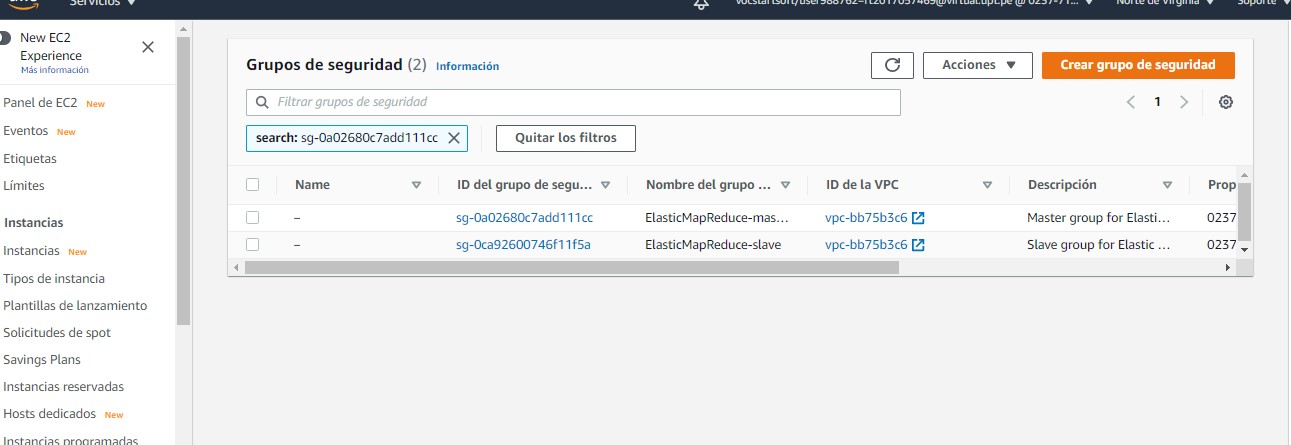 Servicios
Norte de Virginia
Soporte
New EC2 Experience
Más información
Panel de EC2 New
Eventos New
Etiquetas
Límites
Instancias
Instancias New
Tipos de instancia
Plantillas de lanzamiento
Solicitudes de spot
Savings Plans
Instancias reservadas
Hosts dedicados New
Instancias programadas
Grupos de seguridad (2) Información
Acciones
Crear grupo de seguridad
Filtrar grupos de seguridad
1
search: sg-0a02680c7add111cc
Quitar los filtros
Name ID del grupo de segu... Nombre del grupo ... ID de la VPC Descripción Prop
– sg-0a02680c7add111cc ElasticMapReduce-mas... vpc-bb75b3c6 Master group for Elasti... 0237
– sg-0ca92600746f11f5a ElasticMapReduce-slave vpc-bb75b3c6 Slave group for Elastic ... 0237